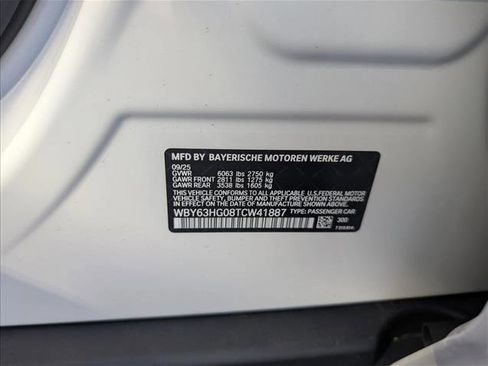 MFD BY BAYERISCHE MOTOREN WERKE AG
09/25
GVWR 6063 lbs 2750 kg
GAWR FRONT 2811 lbs 1275 kg
GAWR REAR 3538 lbs 1605 kg
THIS VEHICLE CONFORMS TO ALL APPLICABLE U.S.FEDERAL MOTOR
VEHICLE SAFETY, BUMPER AND THEFT PREVENTION STANDARDS
IN EFFECT ON THE DATE OF MANUFACTURE SHOWN ABOVE.
WBY63HG08TCW41887 TYPE: PASSENGER CAR
300